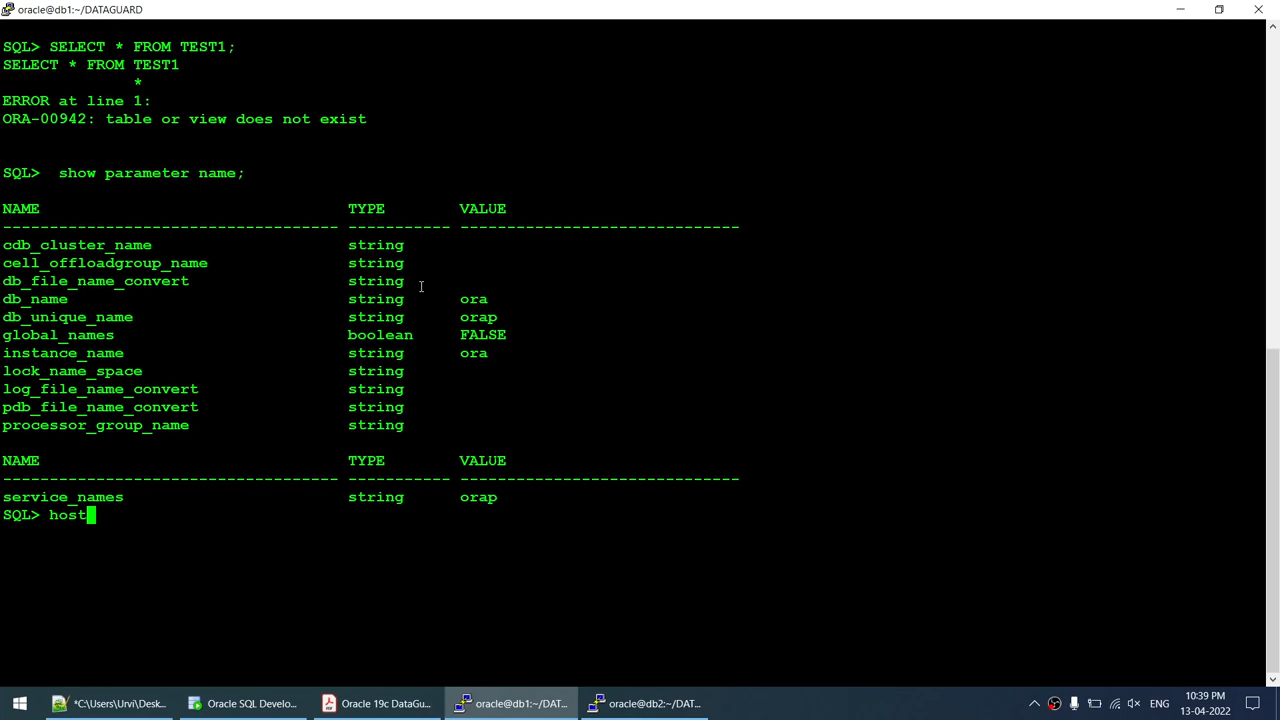 oracle@db1:~/DATAGUARD
SQL> SELECT * FROM TEST1;
SELECT * FROM TEST1
*
ERROR at line 1:
ORA-00942: table or view does not exist
SQL>  show parameter name;
NAME TYPE VALUE
------------------------------------ ----------- ------------------------------
cdb_cluster_name string
cell_offloadgroup_name string
db_file_name_convert string
db_name string ora
db_unique_name string orap
global_names boolean FALSE
instance_name string ora
lock_name_space string
log_file_name_convert string
pdb_file_name_convert string
processor_group_name string
NAME TYPE VALUE
------------------------------------ ----------- ------------------------------
service_names string orap
SQL> host
*C:\Users\Urvi\Desk... Oracle SQL Develo... Oracle 19c DataGu... oracle@db1:~/DAT... oracle@db2:~/DAT... ENG 10:39 PM
13-04-2022